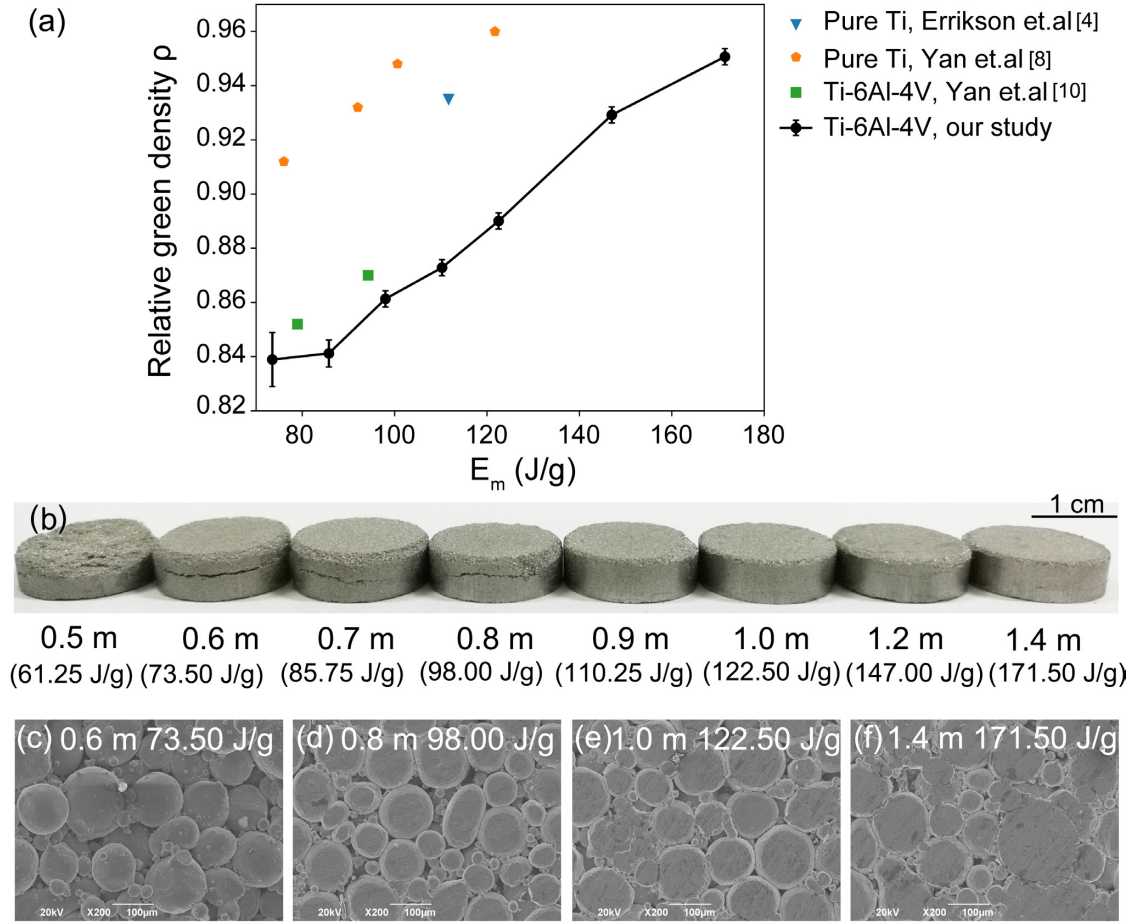 (a)
Relative green density ρ
0.96
0.94
0.92
0.90
0.88
0.86
0.84
0.82
80 100 120 140 160 180
Em (J/g)
Pure Ti, Errikson et.al [4]
Pure Ti, Yan et.al [8]
Ti-6Al-4V, Yan et.al [10]
Ti-6Al-4V, our study
(b)
1 cm
0.5 m 0.6 m 0.7 m 0.8 m 0.9 m 1.0 m 1.2 m 1.4 m
(61.25 J/g) (73.50 J/g) (85.75 J/g) (98.00 J/g) (110.25 J/g) (122.50 J/g) (147.00 J/g) (171.50 J/g)
(c) 0.6 m 73.50 J/g (d) 0.8 m 98.00 J/g (e) 1.0 m 122.50 J/g (f) 1.4 m 171.50 J/g
20kV X200 100µm 20kV X200 100µm 20kV X200 100µm 20kV X200 100µm